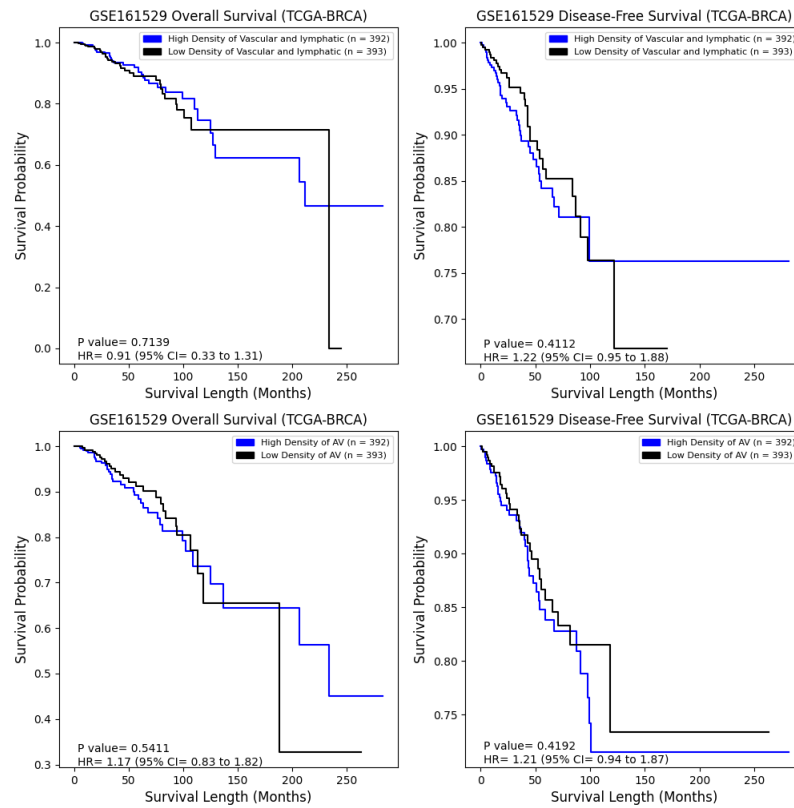 GSE161529 Overall Survival (TCGA-BRCA)
High Density of Vascular and lymphatic (n = 392)
Low Density of Vascular and lymphatic (n = 393)
Survival Probability
1.0
0.8
0.6
0.4
0.2
0.0
P value= 0.7139
HR= 0.91 (95% CI= 0.33 to 1.31)
0
50
100
150
200
250
Survival Length (Months)
GSE161529 Disease-Free Survival (TCGA-BRCA)
High Density of Vascular and lymphatic (n = 392)
Low Density of Vascular and lymphatic (n = 393)
Survival Probability
1.00
0.95
0.90
0.85
0.80
0.75
0.70
P value= 0.4112
HR= 1.22 (95% CI= 0.95 to 1.88)
0
50
100
150
200
250
Survival Length (Months)
GSE161529 Overall Survival (TCGA-BRCA)
High Density of AV (n = 392)
Low Density of AV (n = 393)
Survival Probability
1.0
0.9
0.8
0.7
0.6
0.5
0.4
0.3
P value= 0.5411
HR= 1.17 (95% CI= 0.83 to 1.82)
0
50
100
150
200
250
Survival Length (Months)
GSE161529 Disease-Free Survival (TCGA-BRCA)
High Density of AV (n = 392)
Low Density of AV (n = 393)
Survival Probability
1.00
0.95
0.90
0.85
0.80
0.75
P value= 0.4192
HR= 1.21 (95% CI= 0.94 to 1.87)
0
50
100
150
200
250
Survival Length (Months)